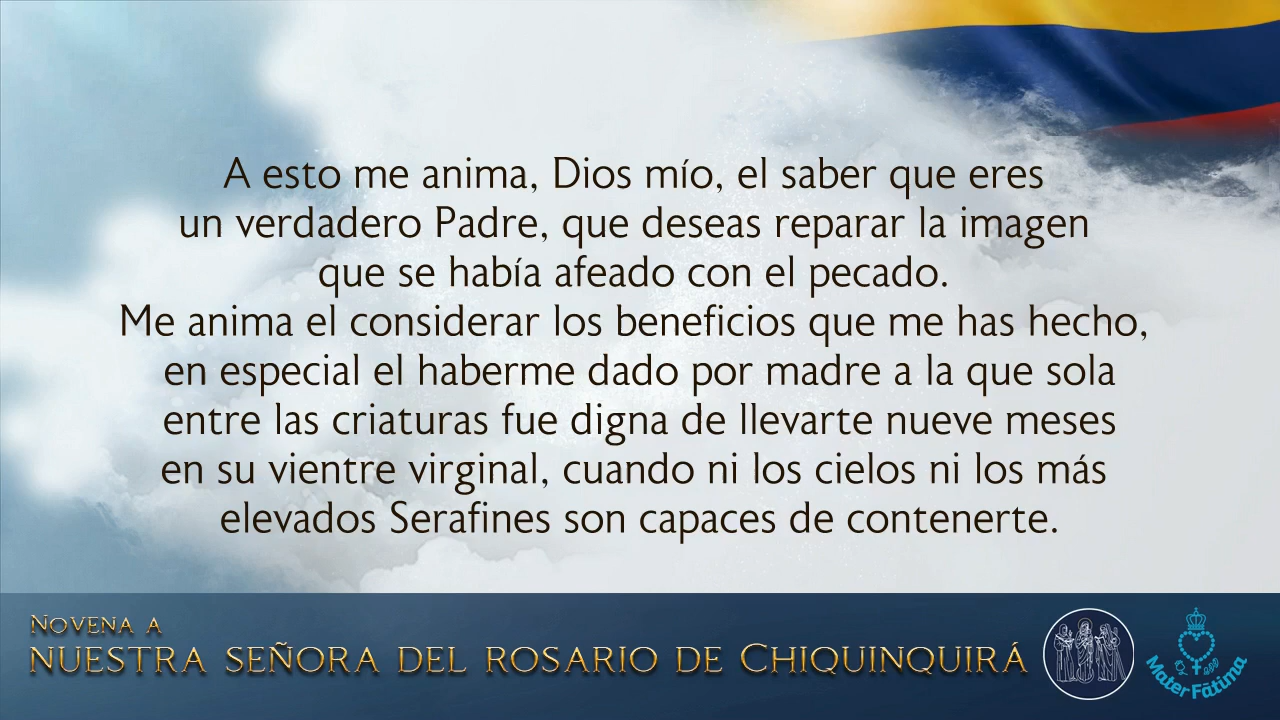 A esto me anima, Dios mío, el saber que eres
un verdadero Padre, que deseas reparar la imagen
que se había afeado con el pecado.
Me anima el considerar los beneficios que me has hecho,
en especial el haberme dado por madre a la que sola
entre las criaturas fue digna de llevarte nueve meses
en su vientre virginal, cuando ni los cielos ni los más
elevados Serafines son capaces de contenerte.
Novena a
nuestra señora del rosario de Chiquinquirá
Mater Fátima